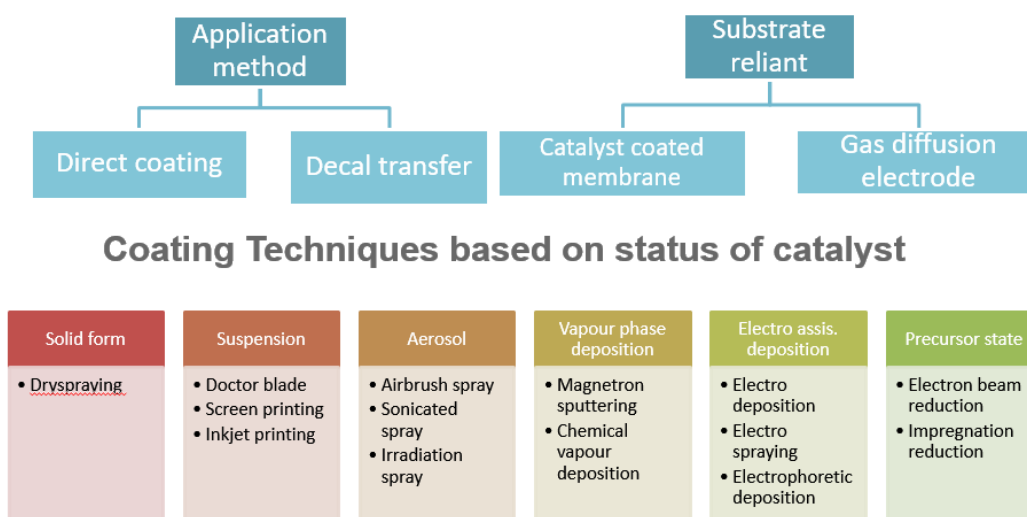 Application
method
Substrate
reliant
Direct coating
Decal transfer
Catalyst coated
membrane
Gas diffusion
electrode
Coating Techniques based on status of catalyst
Solid form
• Dryspraying
Suspension
• Doctor blade
• Screen printing
• Inkjet printing
Aerosol
• Airbrush spray
• Sonicated
spray
• Irradiation
spray
Vapour phase
deposition
• Magnetron
sputtering
• Chemical
vapour
deposition
Electro assis.
deposition
• Electro
deposition
• Electro
spraying
• Electrophoretic
deposition
Precursor state
• Electron beam
reduction
• Impregnation
reduction